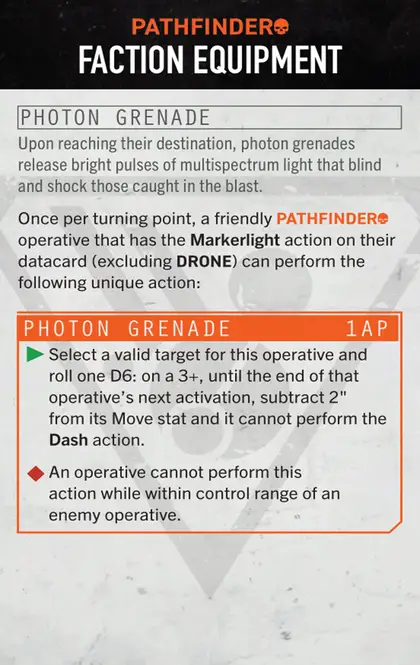 PATHFINDER
FACTION EQUIPMENT
PHOTON GRENADE
Upon reaching their destination, photon grenades
release bright pulses of multispectrum light that blind
and shock those caught in the blast.
Once per turning point, a friendly PATHFINDER
operative that has the Markerlight action on their
datacard (excluding DRONE) can perform the
following unique action:
PHOTON GRENADE 1AP
Select a valid target for this operative and
roll one D6: on a 3+, until the end of that
operative's next activation, subtract 2"
from its Move stat and it cannot perform the
Dash action.
An operative cannot perform this
action while within control range of an
enemy operative.